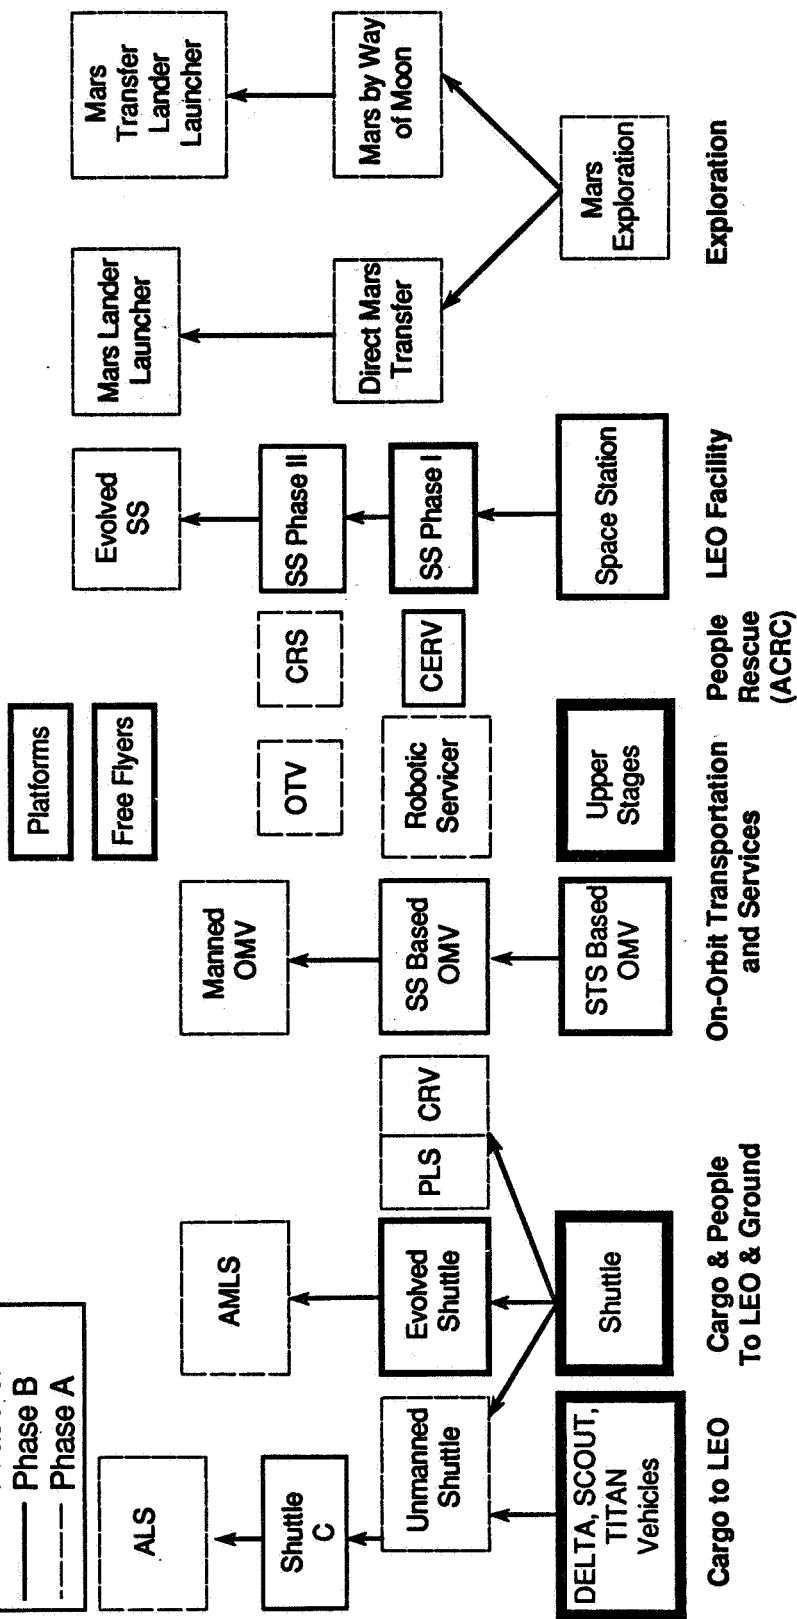 Phase B
Phase A
ALS
Shuttle
C
Unmanned
Shuttle
DELTA, SCOUT,
TITAN
Vehicles
Cargo to LEO
AMLS
Evolved
Shuttle
PLS
CRV
Shuttle
Cargo & People
To LEO & Ground
Manned
OMV
SS Based
OMV
STS Based
OMV
Platforms
Free Flyers
OTV
Robotic
Servicer
Upper
Stages
On-Orbit Transportation
and Services
CRS
CERV
People
Rescue
(ACRC)
Evolved
SS
SS Phase II
SS Phase I
Space Station
LEO Facility
Mars Lander
Launcher
Direct Mars
Transfer
Mars
Transfer
Lander
Launcher
Mars by Way
of Moon
Mars
Exploration
Exploration